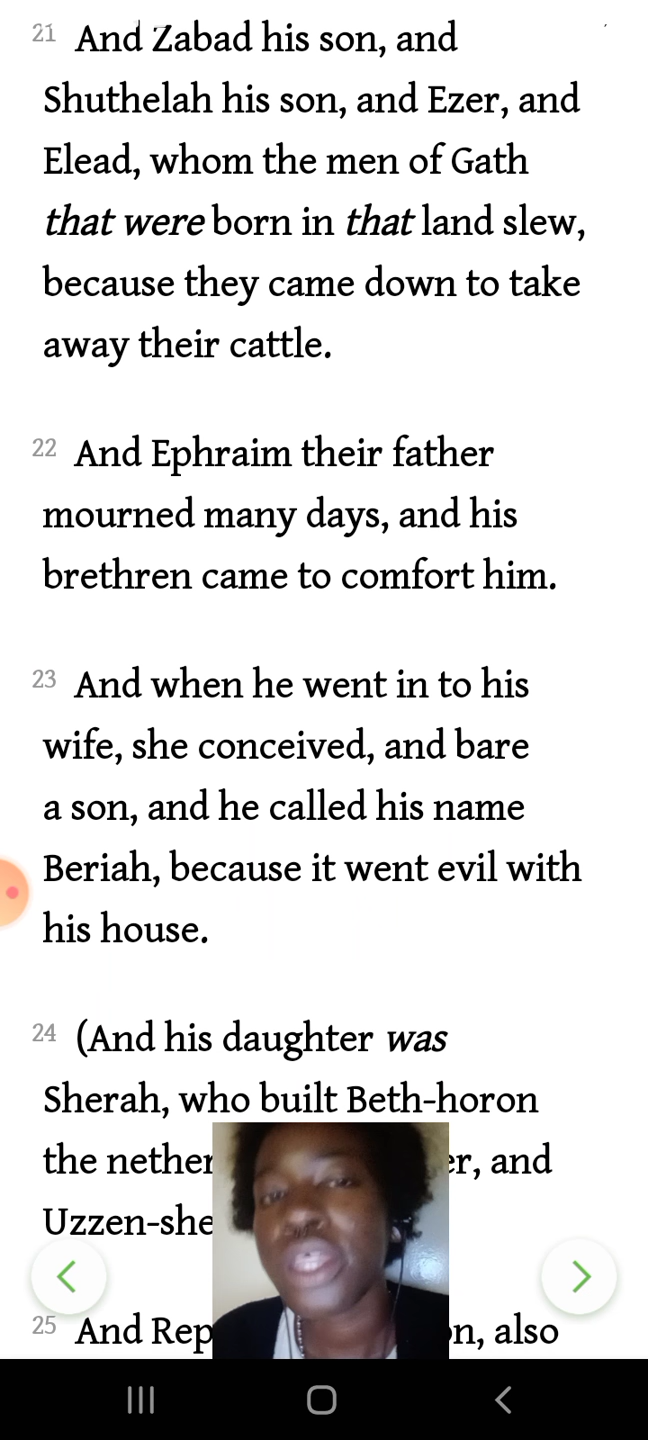 21 And Zabad his son, and
Shuthelah his son, and Ezer, and
Elead, whom the men of Gath
that were born in that land slew,
because they came down to take
away their cattle.
22 And Ephraim their father
mourned many days, and his
brethren came to comfort him.
23 And when he went in to his
wife, she conceived, and bare
a son, and he called his name
Beriah, because it went evil with
his house.
24 (And his daughter was
Sherah, who built Beth-horon
the nether and
25 And also